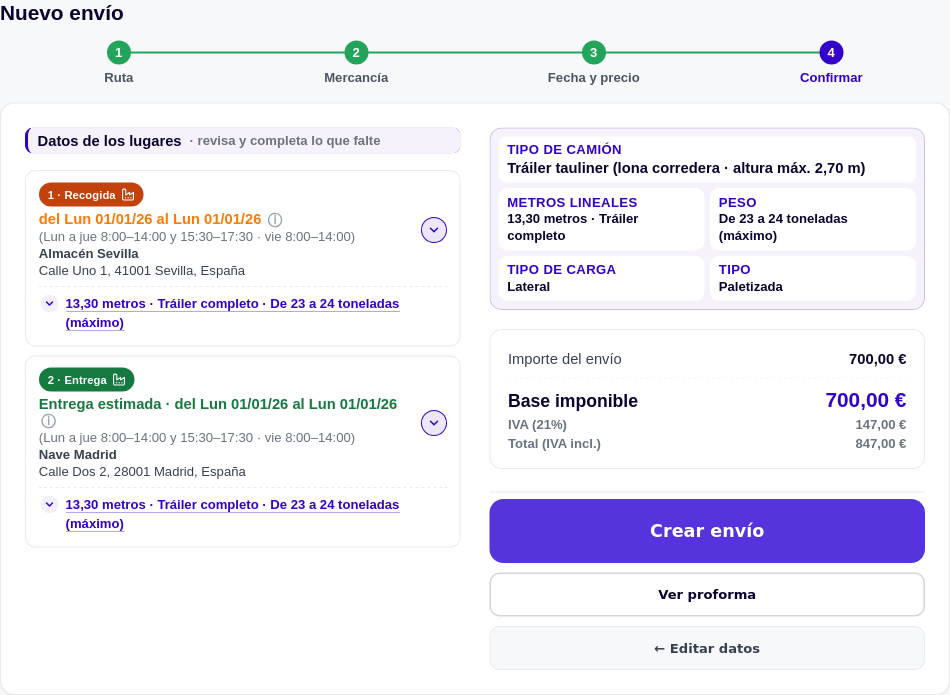 Nuevo envío
1 2 3 4
Ruta Mercancía Fecha y precio Confirmar
Datos de los lugares · revisa y completa lo que falte
1 · Recogida
del Lun 01/01/26 al Lun 01/01/26 ⓘ
(Lun a jue 8:00–14:00 y 15:30–17:30 · vie 8:00–14:00)
Almacén Sevilla
Calle Uno 1, 41001 Sevilla, España
13,30 metros · Tráiler completo · De 23 a 24 toneladas
(máximo)
2 · Entrega
Entrega estimada · del Lun 01/01/26 al Lun 01/01/26
ⓘ
(Lun a jue 8:00–14:00 y 15:30–17:30 · vie 8:00–14:00)
Nave Madrid
Calle Dos 2, 28001 Madrid, España
13,30 metros · Tráiler completo · De 23 a 24 toneladas
(máximo)
TIPO DE CAMIÓN
Tráiler tauliner (lona corredera · altura máx. 2,70 m)
METROS LINEALES
13,30 metros · Tráiler
completo
PESO
De 23 a 24 toneladas
(máximo)
TIPO DE CARGA
Lateral
TIPO
Paletizada
Importe del envío 700,00 €
Base imponible 700,00 €
IVA (21%) 147,00 €
Total (IVA incl.) 847,00 €
Crear envío
Ver proforma
← Editar datos